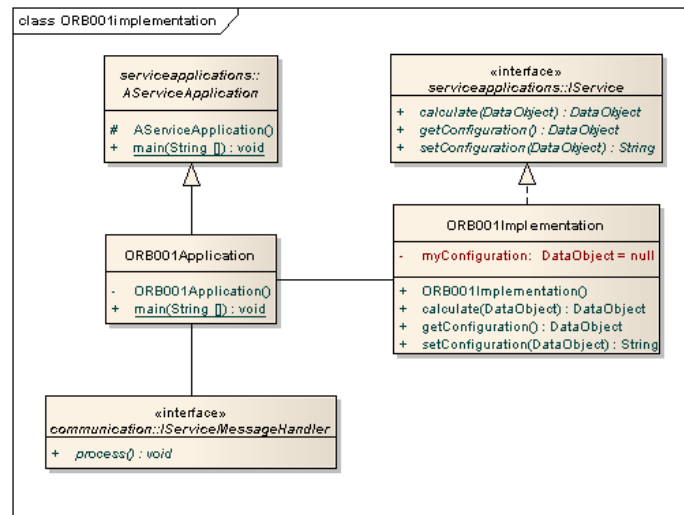 class ORB001implementation
serviceapplications::
AServiceApplication
# AServiceApplication()
+ main(String []) : void
«interface»
serviceapplications::IService
+ calculate(DataObject) : DataObject
+ getConfiguration() : DataObject
+ setConfiguration(DataObject) : String
ORB001Application
- ORB001Application()
+ main(String []) : void
ORB001Implementation
- myConfiguration: DataObject = null
+ ORB001Implementation()
+ calculate(DataObject) : DataObject
+ getConfiguration() : DataObject
+ setConfiguration(DataObject) : String
«interface»
communication::IServiceMessageHandler
+ process() : void